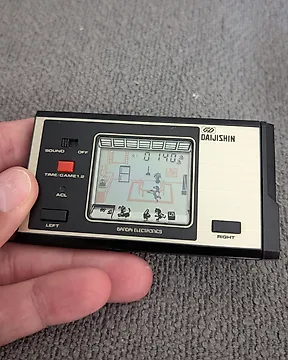 DAIJISHIN
SOUND OFF
TIME/GAME1.2
ACL
LEFT
RIGHT
0140
BANDAI ELECTRONICS